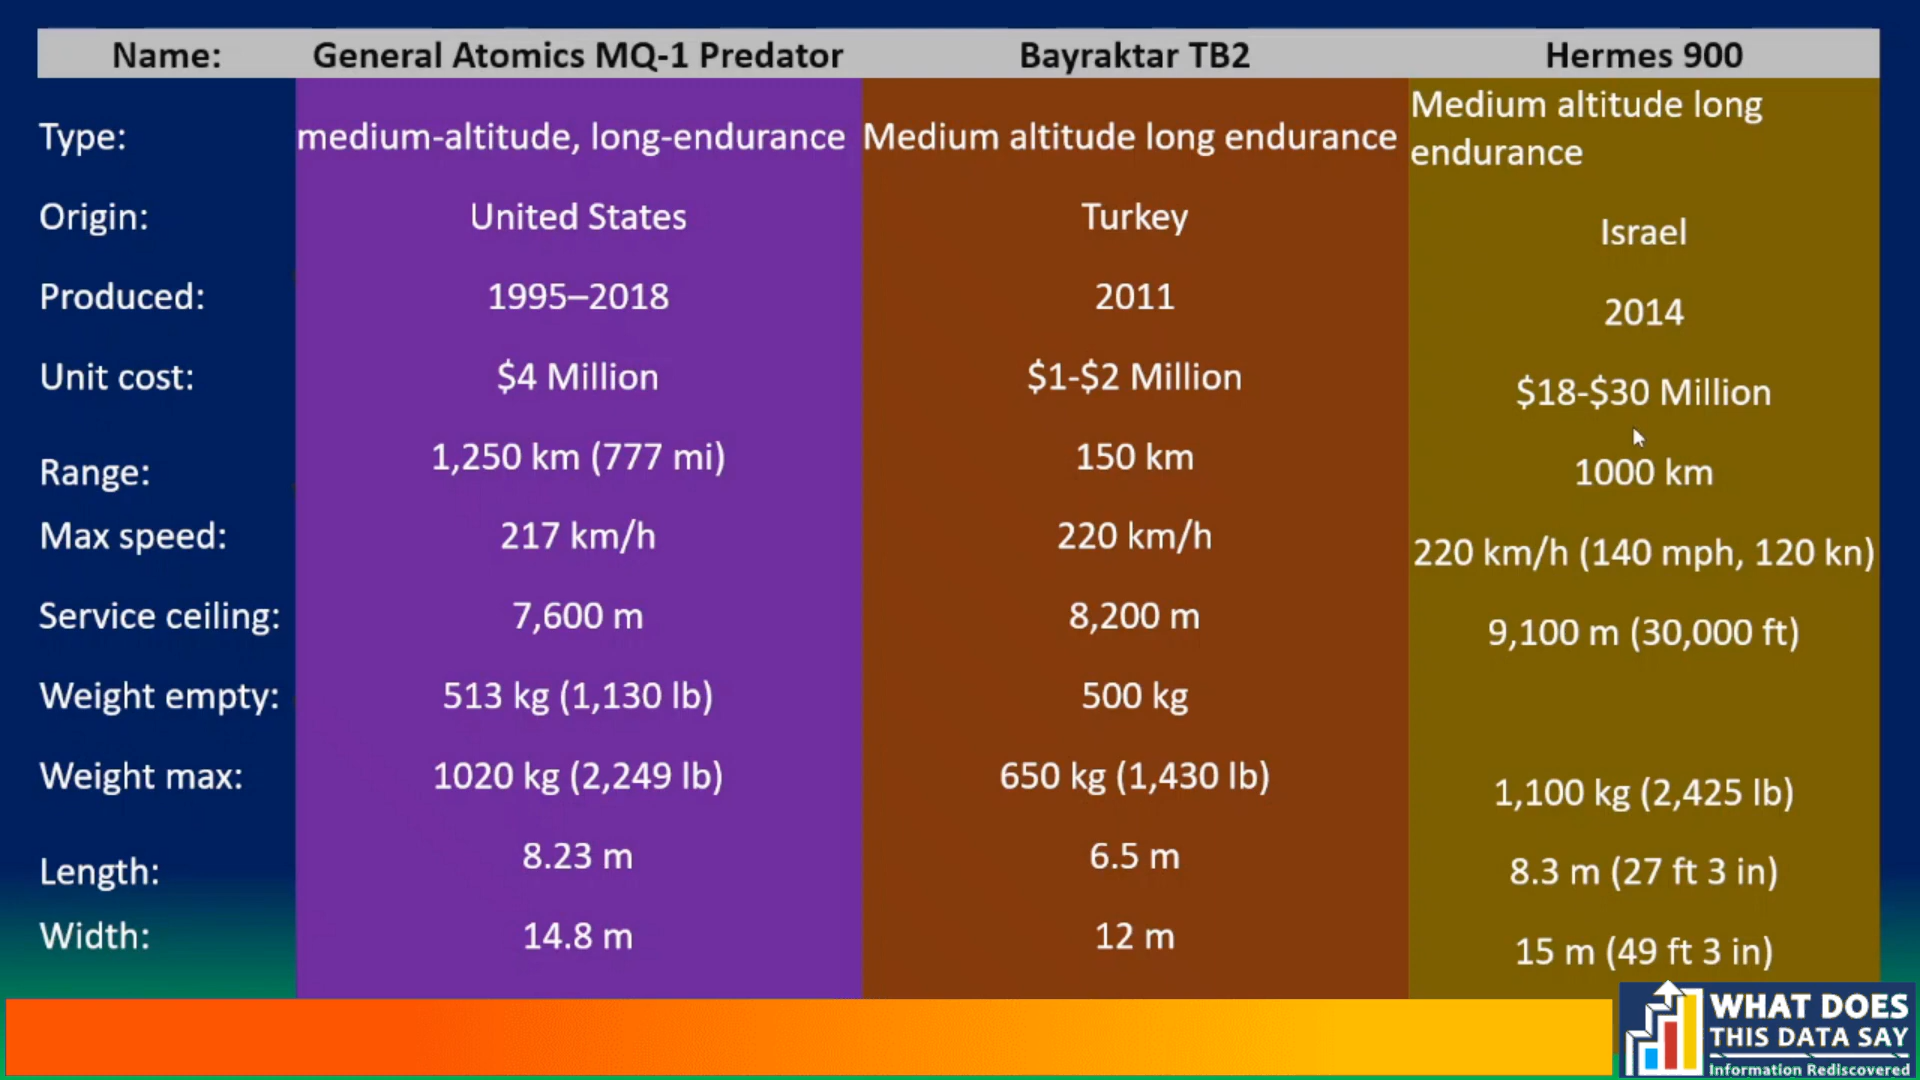 Name: General Atomics MQ-1 Predator Bayraktar TB2 Hermes 900
Type: medium-altitude, long-endurance Medium altitude long endurance Medium altitude long
endurance
Origin: United States Turkey Israel
Produced: 1995–2018 2011 2014
Unit cost: $4 Million $1-$2 Million $18-$30 Million
Range: 1,250 km (777 mi) 150 km 1000 km
Max speed: 217 km/h 220 km/h 220 km/h (140 mph, 120 kn)
Service ceiling: 7,600 m 8,200 m 9,100 m (30,000 ft)
Weight empty: 513 kg (1,130 lb) 500 kg
Weight max: 1020 kg (2,249 lb) 650 kg (1,430 lb) 1,100 kg (2,425 lb)
Length: 8.23 m 6.5 m 8.3 m (27 ft 3 in)
Width: 14.8 m 12 m 15 m (49 ft 3 in)
WHAT DOES
THIS DATA SAY
Information Rediscovered